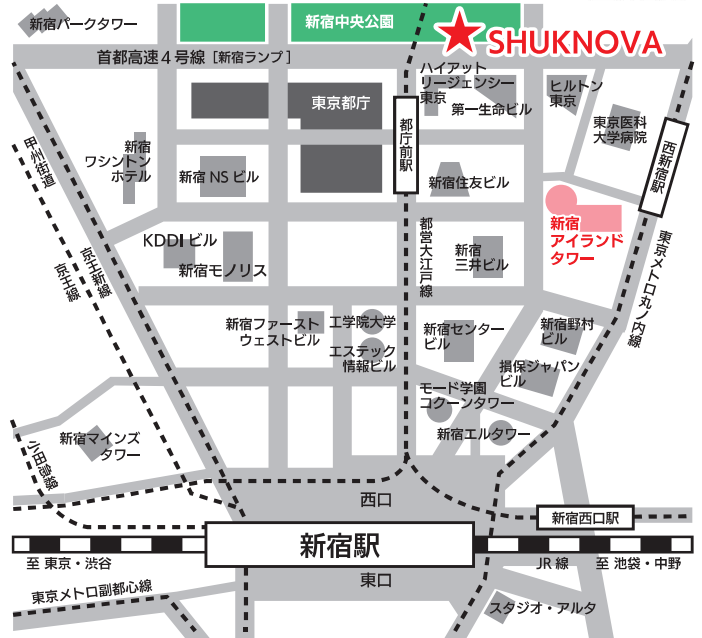 新宿パークタワー
新宿中央公園
SHUKNOVA
首都高速4号線［新宿ランプ］
ハイアット
リージェンシー
東京
第一生命ビル
ヒルトン
東京
東京都庁
都庁前駅
東京医科
大学病院
西新宿駅
甲州街道
新宿
ワシントン
ホテル
新宿 NS ビル
新宿住友ビル
新宿
アイランド
タワー
KDDI ビル
新宿モノリス
都営大江戸線
新宿
三井ビル
京王新線
京王線
東京メトロ丸ノ内線
新宿ファースト
ウェストビル
工学院大学
エステック
情報ビル
新宿センター
ビル
新宿野村
ビル
損保ジャパン
ビル
モード学園
コクーンタワー
新宿エルタワー
新宿マインズ
タワー
小田急線
西口
新宿西口駅
新宿駅
至 東京・渋谷
JR 線
至 池袋・中野
東口
東京メトロ副都心線
スタジオ・アルタ